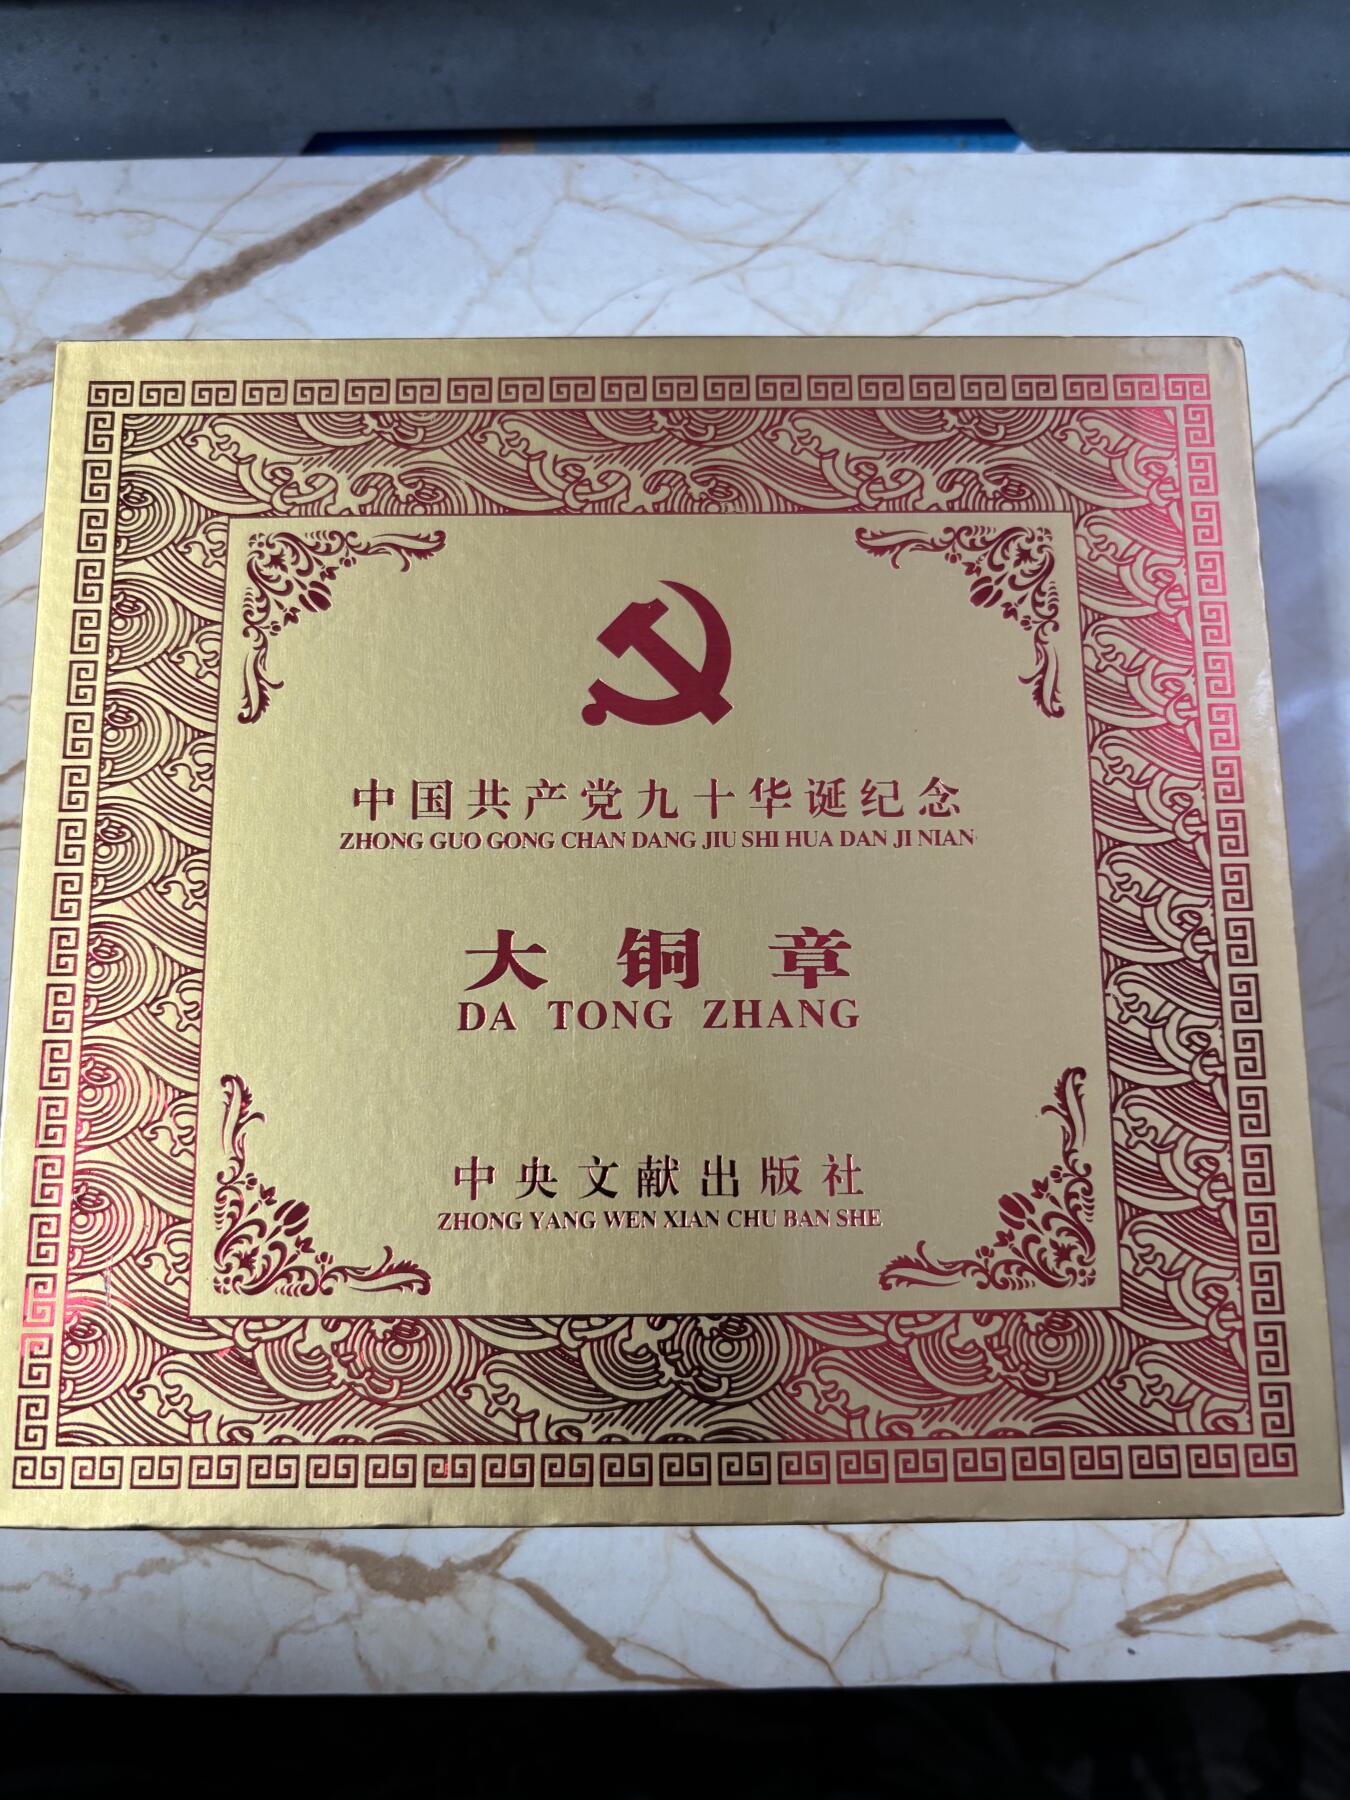 中国共产党九十华诞纪念
ZHONG GUO GONG CHAN DANG JIU SHI HUA DAN JI NIAN
大铜章
DA TONG ZHANG
中央文献出版社
ZHONG YANG WEN XIAN CHU BAN SHE